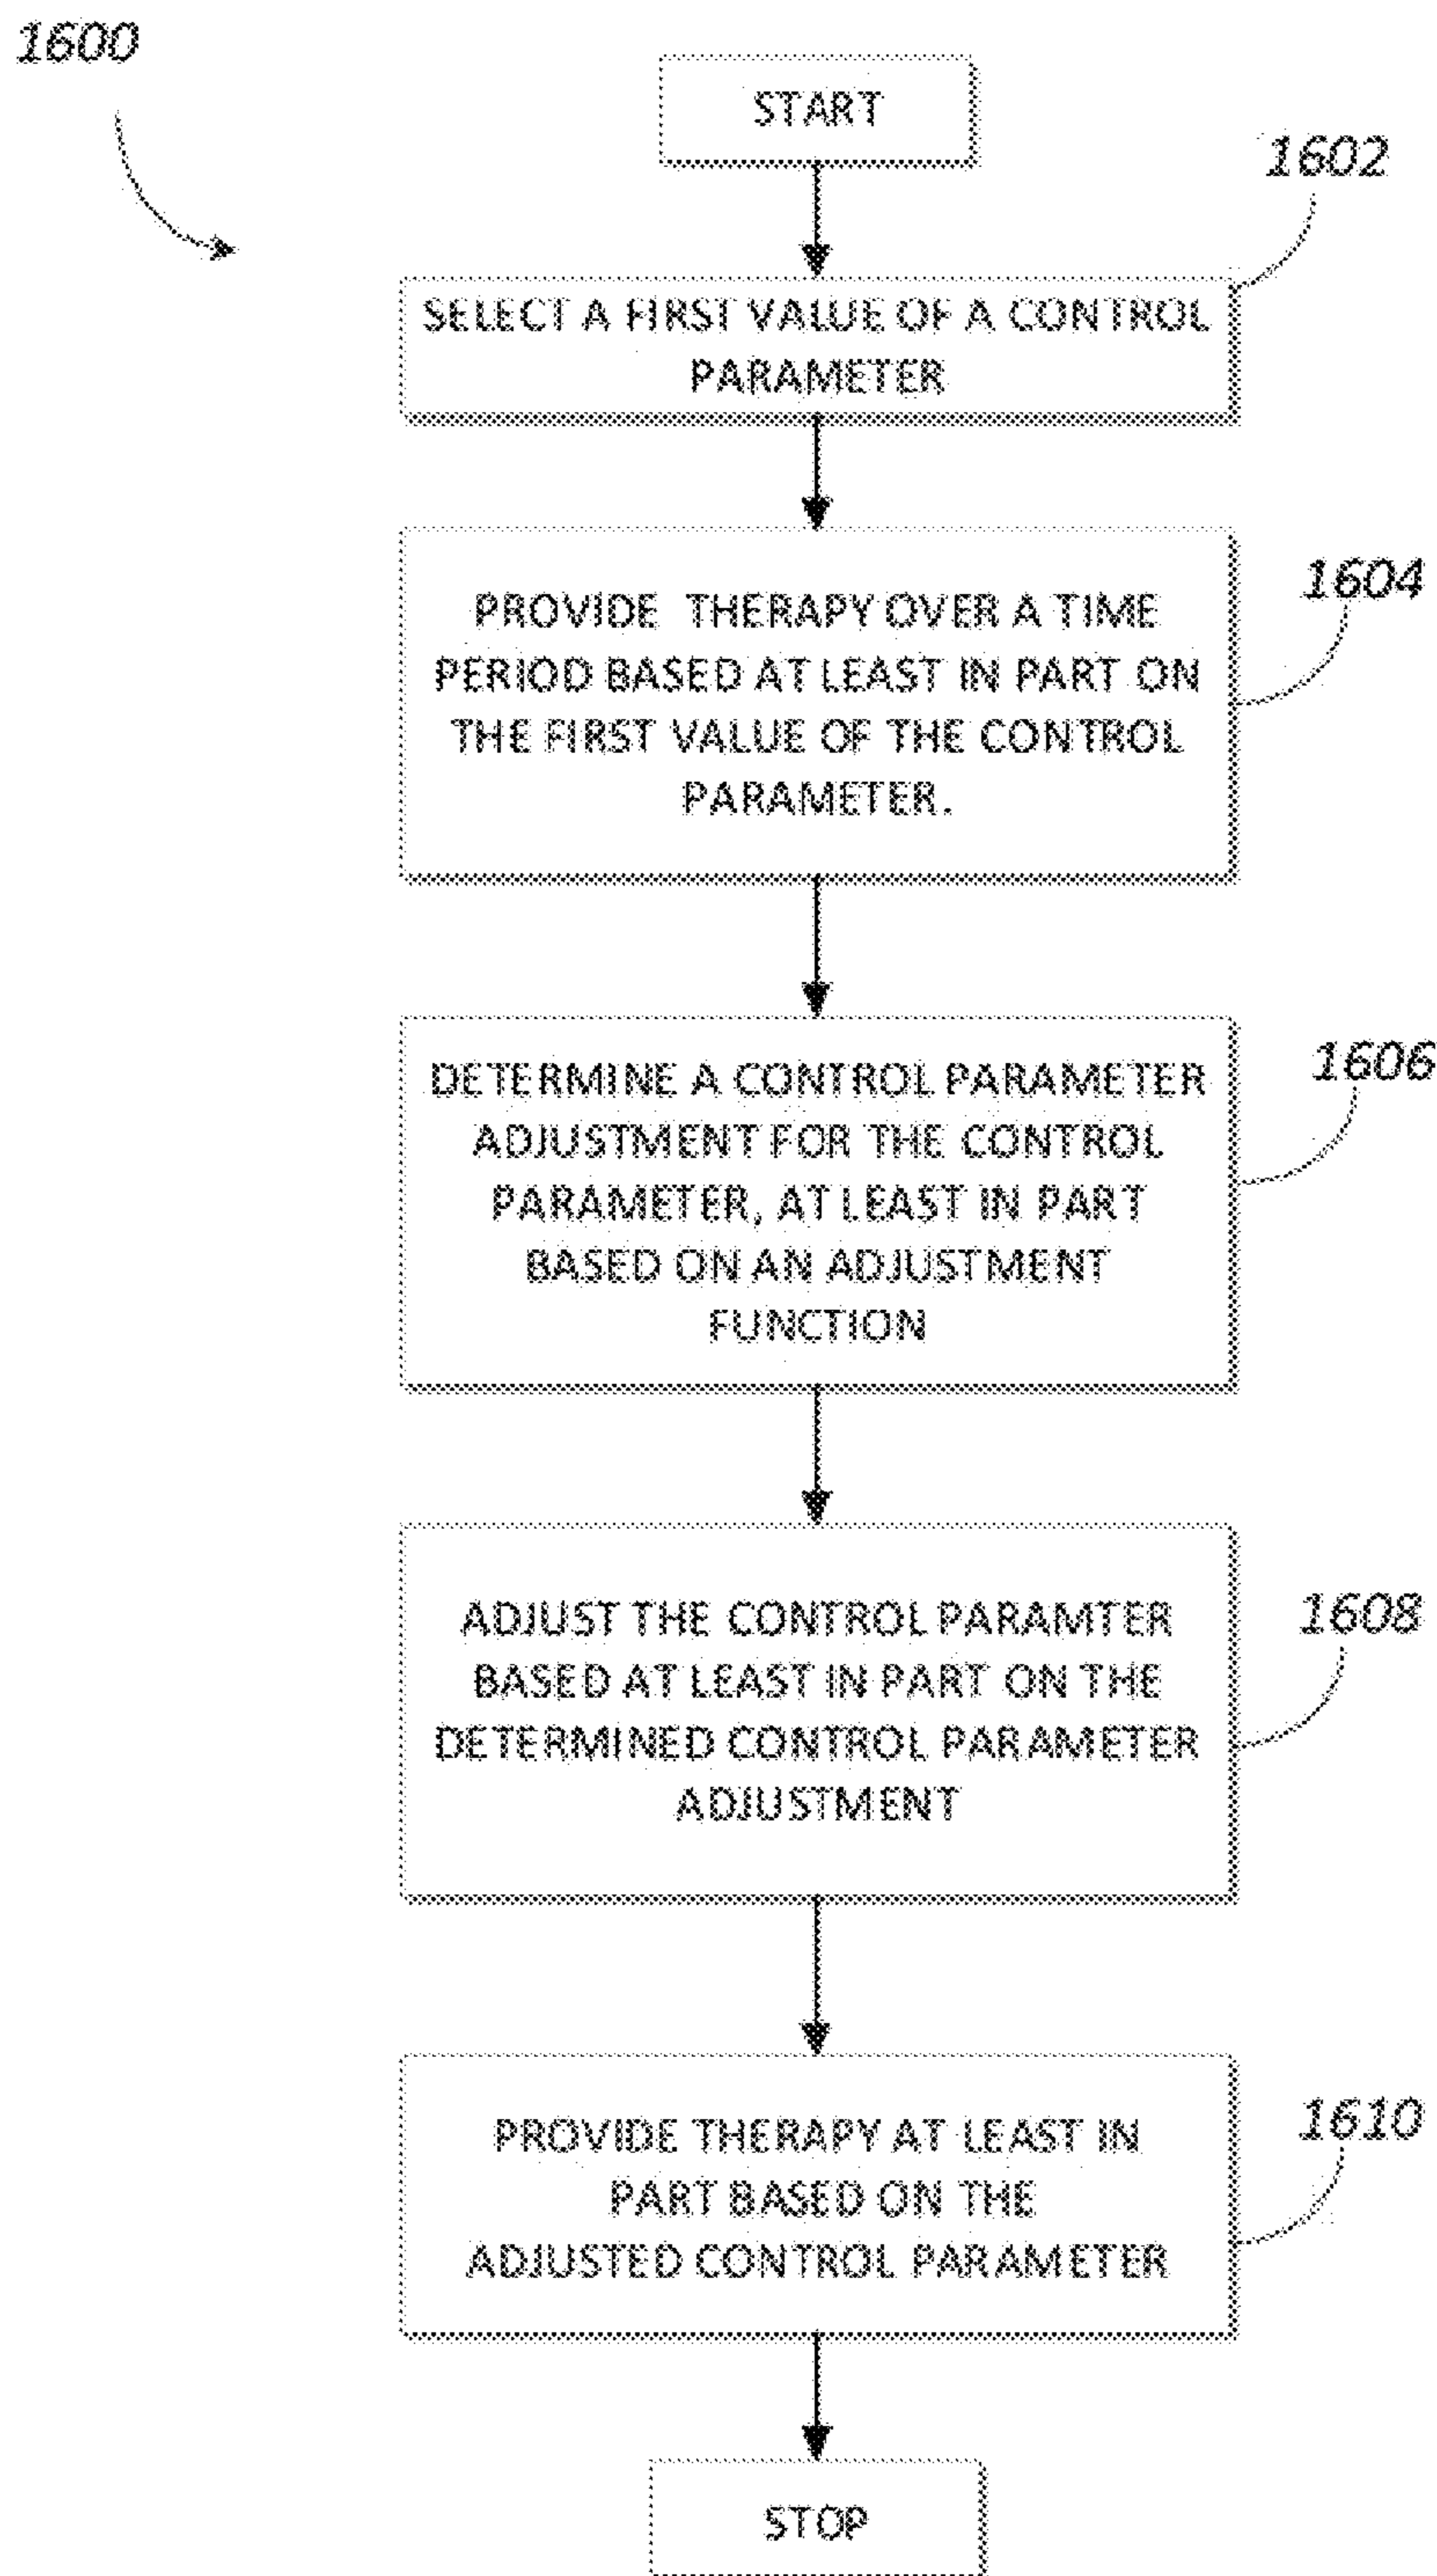 1600
START
1602
SELECT A FIRST VALUE OF A CONTROL
PARAMETER
1604
PROVIDE THERAPY OVER A TIME
PERIOD BASED AT LEAST IN PART ON
THE FIRST VALUE OF THE CONTROL
PARAMETER.
1606
DETERMINE A CONTROL PARAMETER
ADJUSTMENT FOR THE CONTROL
PARAMETER, AT LEAST IN PART
BASED ON AN ADJUSTMENT
FUNCTION
1608
ADJUST THE CONTROL PARAMTER
BASED AT LEAST IN PART ON THE
DETERMINED CONTROL PARAMETER
ADJUSTMENT
1610
PROVIDE THERAPY AT LEAST IN
PART BASED ON THE
ADJUSTED CONTROL PARAMETER
STOP